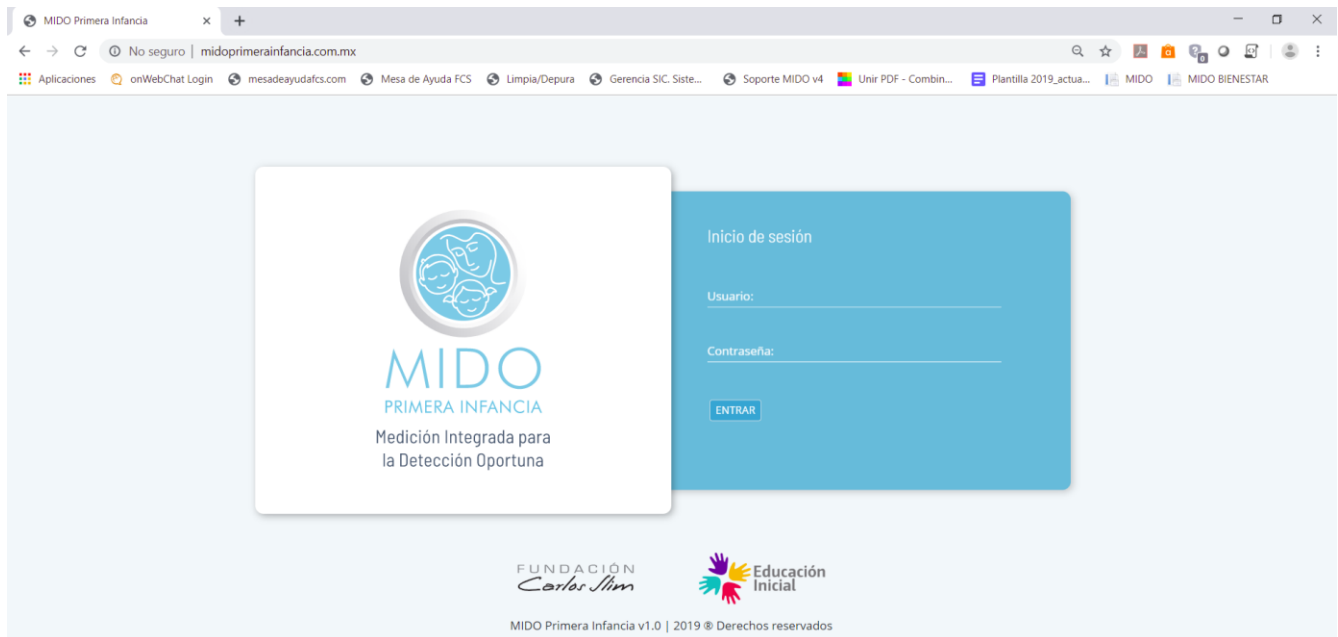 MIDO Primera Infancia
No seguro | midoprimerainfancia.com.mx
Aplicaciones onWebChat Login mesadeayudafcs.com Mesa de Ayuda FCS Limpia/Depura Gerencia SIC. Siste... Soporte MIDO v4 Unir PDF - Combin... Plantilla 2019_actua... MIDO MIDO BIENESTAR
MIDO
PRIMERA INFANCIA
Medición Integrada para
la Detección Oportuna
Inicio de sesión
Usuario:
Contraseña:
ENTRAR
FUNDACIÓN
Carlos Slim
Educación
Inicial
MIDO Primera Infancia v1.0 | 2019 ® Derechos reservados